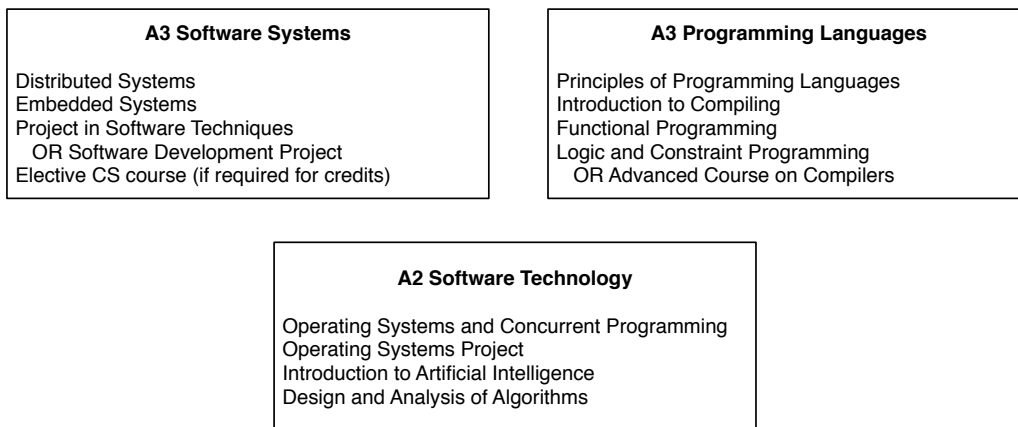 A3 Software Systems
Distributed Systems
Embedded Systems
Project in Software Techniques
OR Software Development Project
Elective CS course (if required for credits)
A3 Programming Languages
Principles of Programming Languages
Introduction to Compiling
Functional Programming
Logic and Constraint Programming
OR Advanced Course on Compilers
A2 Software Technology
Operating Systems and Concurrent Programming
Operating Systems Project
Introduction to Artificial Intelligence
Design and Analysis of Algorithms